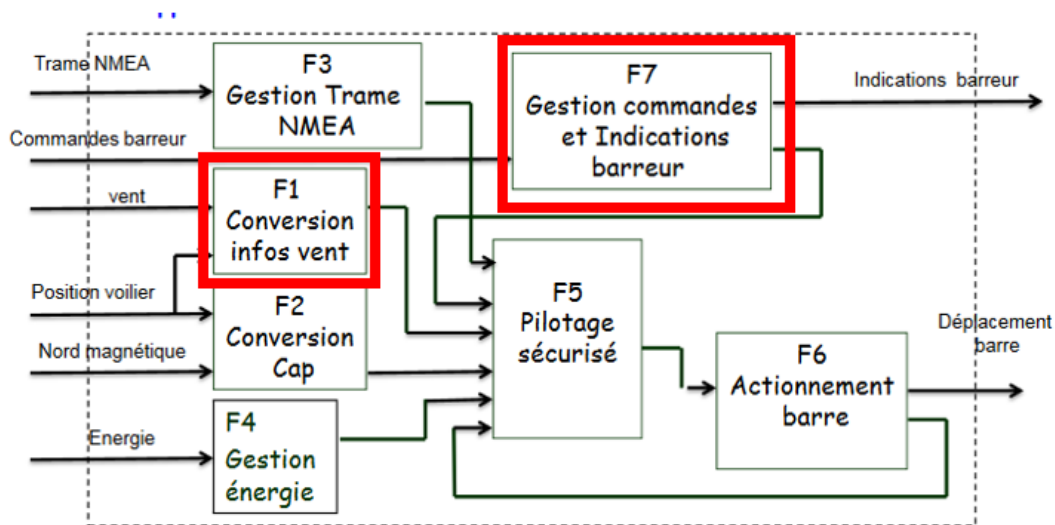 Trame NMEA
F3
Gestion Trame
NMEA
F7
Gestion commandes
et Indications
barreur
Indications barreur
Commandes barreur
vent
F1
Conversion
infos vent
Position voilier
F2
Conversion
Cap
Nord magnétique
F5
Pilotage
sécurisé
Déplacement
barre
F6
Actionnement
barre
Energie
F4
Gestion
énergie